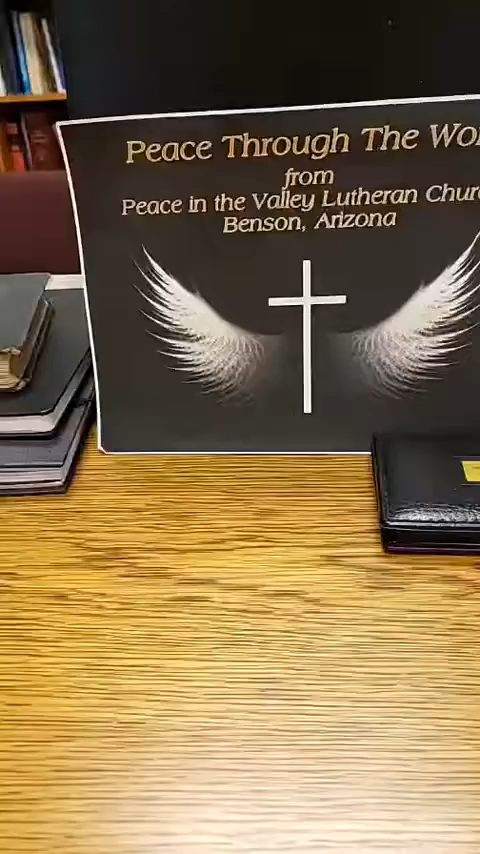 Peace Through The Wor
from
Peace in the Valley Lutheran Chur
Benson, Arizona